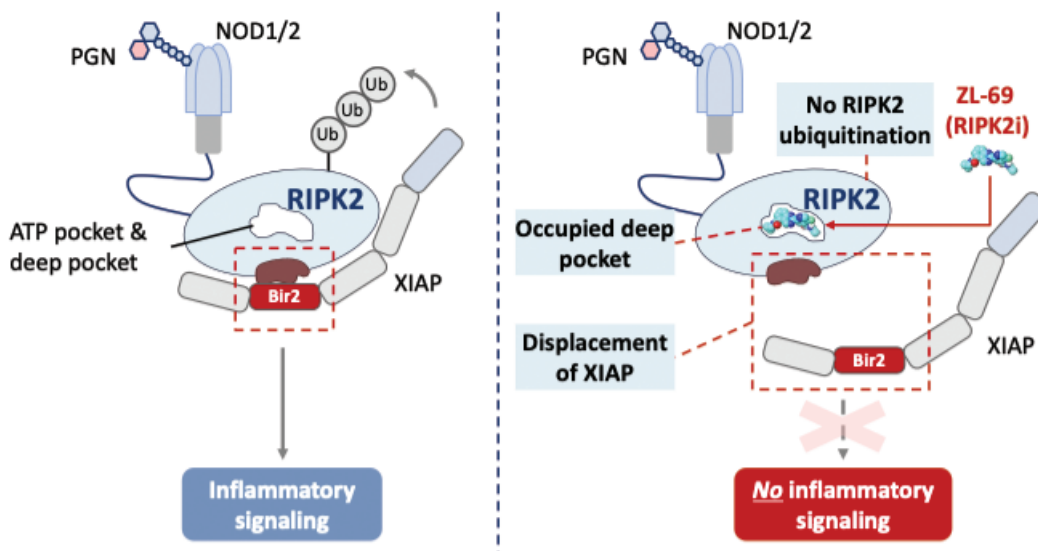 NOD1/2
PGN
Ub
Ub
Ub
RIPK2
ATP pocket &
deep pocket
Bir2
XIAP
Inflammatory
signaling
NOD1/2
PGN
No RIPK2
ubiquitination
ZL-69
(RIPK2i)
RIPK2
Occupied deep
pocket
Displacement
of XIAP
Bir2
XIAP
No inflammatory
signaling